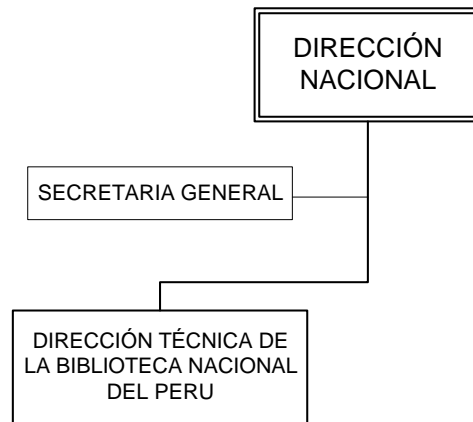 DIRECCIÓN
NACIONAL
SECRETARIA GENERAL
DIRECCIÓN TÉCNICA DE
LA BIBLIOTECA NACIONAL
DEL PERU